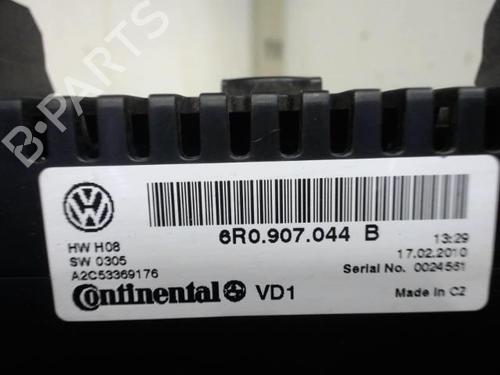 B-PARTS
6R0.907.044 B
HW H08
SW 0305
A2C53369176
13:29
17.02.2010
Serial No. 0024561
Continental VD1
Made in CZ